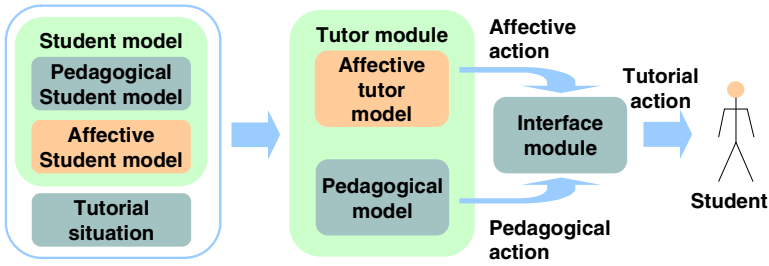 Student model
Pedagogical
Student model
Affective
Student model
Tutorial
situation
Tutor module
Affective
tutor
model
Pedagogical
model
Affective
action
Pedagogical
action
Interface
module
Tutorial
action
Student